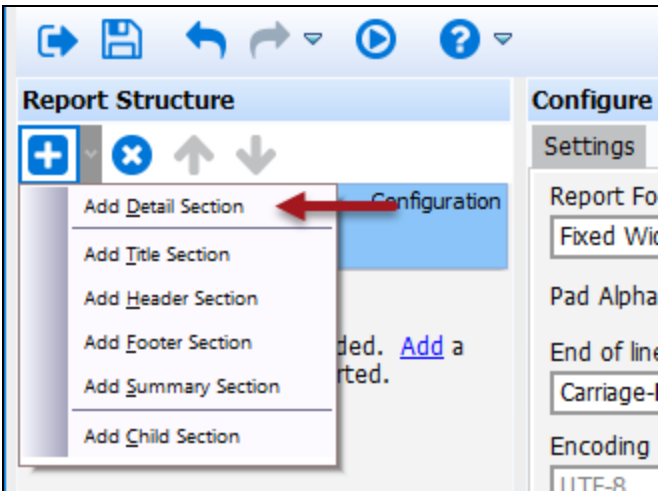 Report Structure
Configure
Settings
Add Detail Section
Configuration
Report Fo
Add Title Section
Fixed Wid
Add Header Section
Pad Alpha
Add Footer Section
ded. Add a
End of line
Add Summary Section
rted.
Carriage-
Add Child Section
Encoding
UTF-8